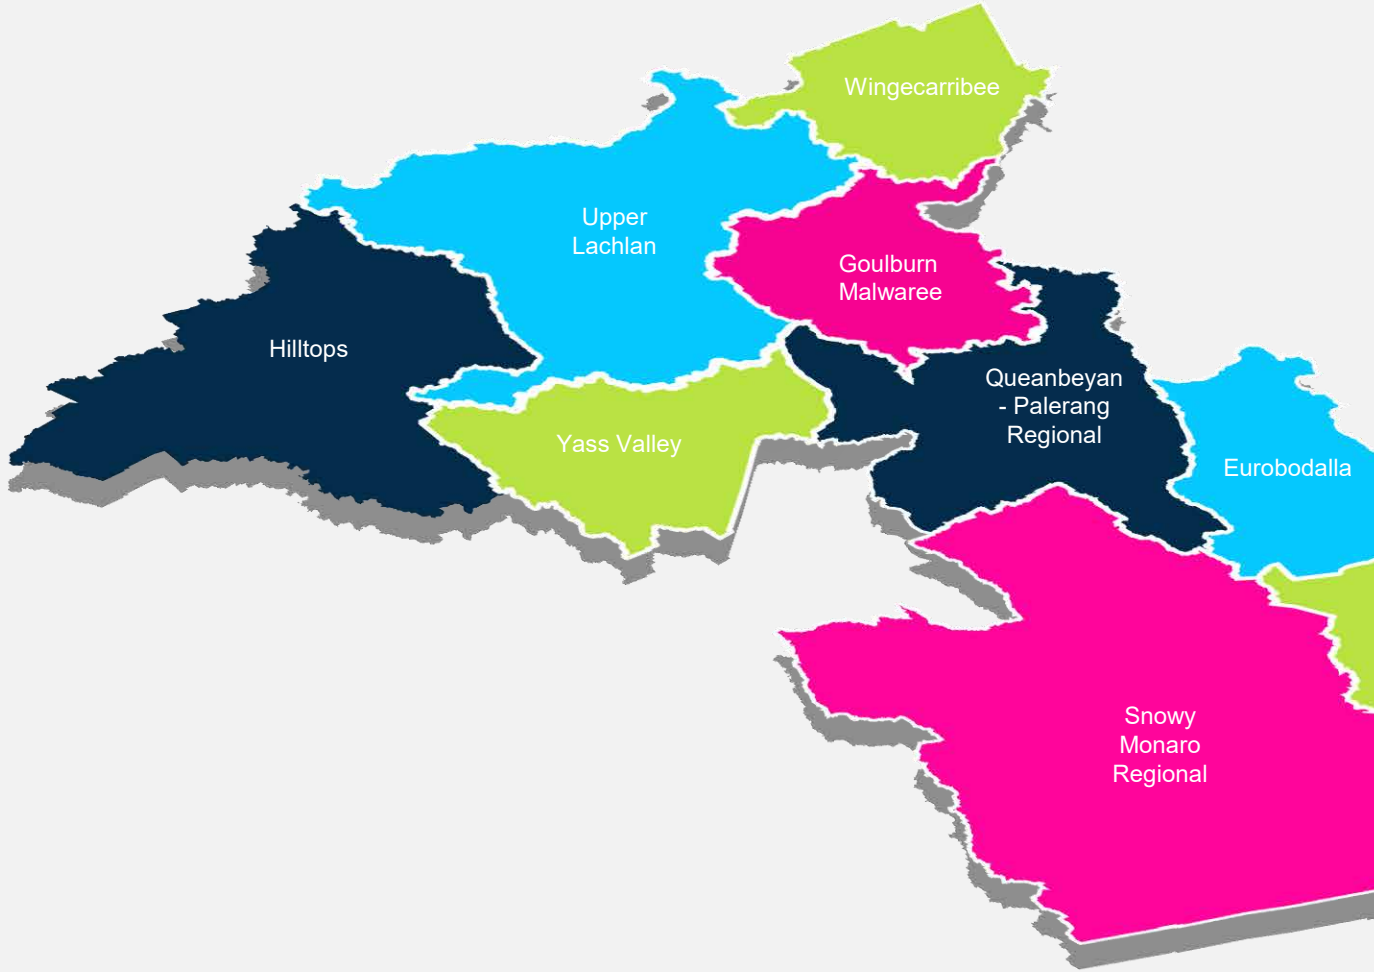 Wingecarribee
Upper
Lachlan
Goulburn
Malwaree
Hilltops
Queanbeyan
- Palerang
Regional
Yass Valley
Eurobodalla
Snowy
Monaro
Regional